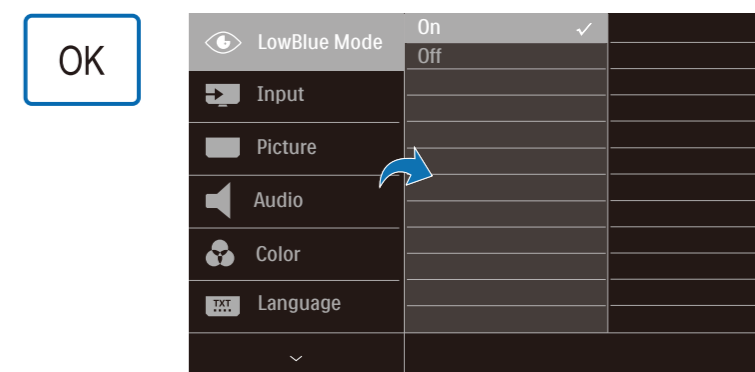 OK
LowBlue Mode
On
Off
Input
Picture
Audio
Color
TXT
Language